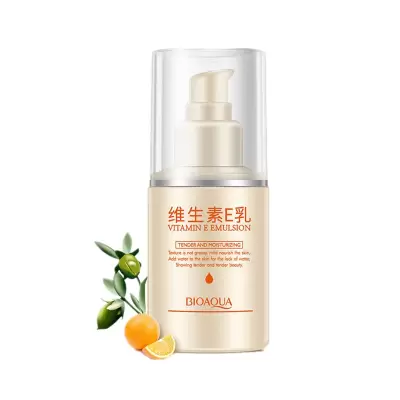 维生素E乳
VITAMIN E EMULSION
TENDER AND MOISTURIZING
Texture is not greasy, mild nourish the skin,
Add water to the skin for the lack of water,
Showing tender and tender beauty.
BIOAQUA